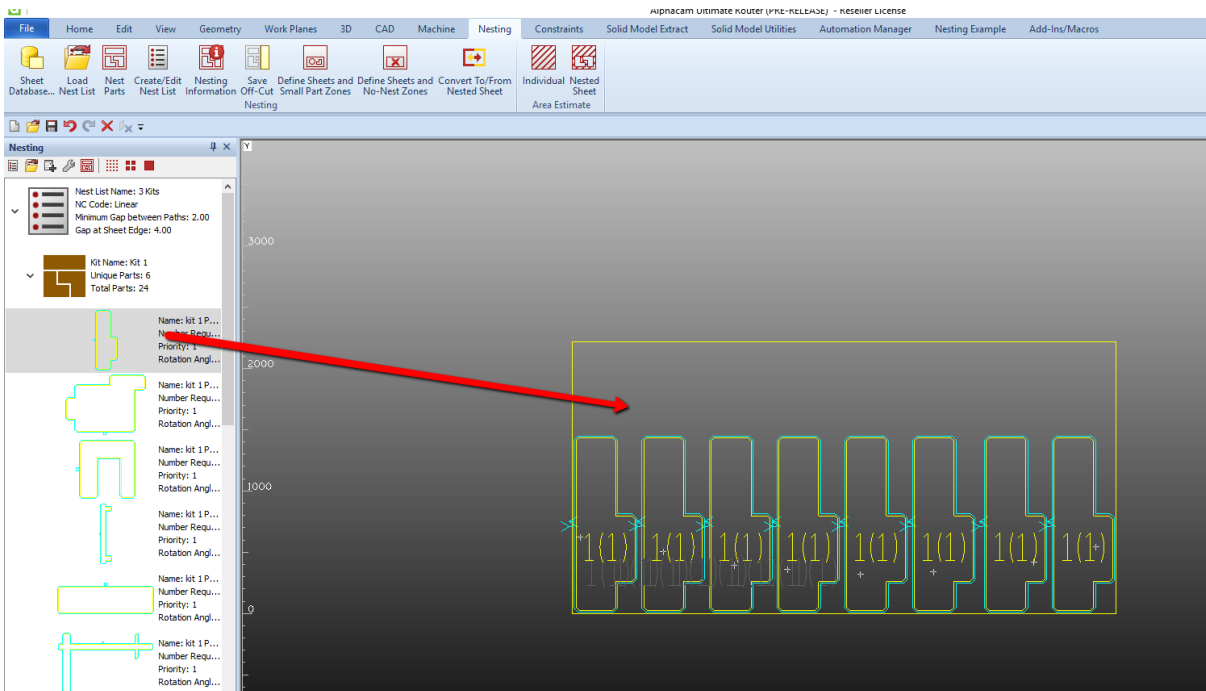 Alphacam Ultimate Router (PRE-RELEASE) - Reseller License
File Home Edit View Geometry Work Planes 3D CAD Machine Nesting Constraints Solid Model Extract Solid Model Utilities Automation Manager Nesting Example Add-Ins/Macros
Sheet Load Nest Create/Edit Nesting Save Define Sheets and Define Sheets and Convert To/From Individual Nested
Database... Nest List Parts Nest List Information Off-Cut Small Part Zones No-Nest Zones Nested Sheet Sheet
Nesting Area Estimate
Nesting
Y
Nest List Name: 3 Kits
NC Code: Linear
Minimum Gap between Paths: 2.00
Gap at Sheet Edge: 4.00
Kit Name: Kit 1
Unique Parts: 6
Total Parts: 24
Name: kit 1 P...
Number Requ...
Priority: 1
Rotation Angl...
Name: kit 1 P...
Number Requ...
Priority: 1
Rotation Angl...
Name: kit 1 P...
Number Requ...
Priority: 1
Rotation Angl...
Name: kit 1 P...
Number Requ...
Priority: 1
Rotation Angl...
Name: kit 1 P...
Number Requ...
Priority: 1
Rotation Angl...
Name: kit 1 P...
Number Requ...
Priority: 1
Rotation Angl...
3000
2000
1000
0
1(1) 1(1) 1(1) 1(1) 1(1) 1(1) 1(1) 1(1)